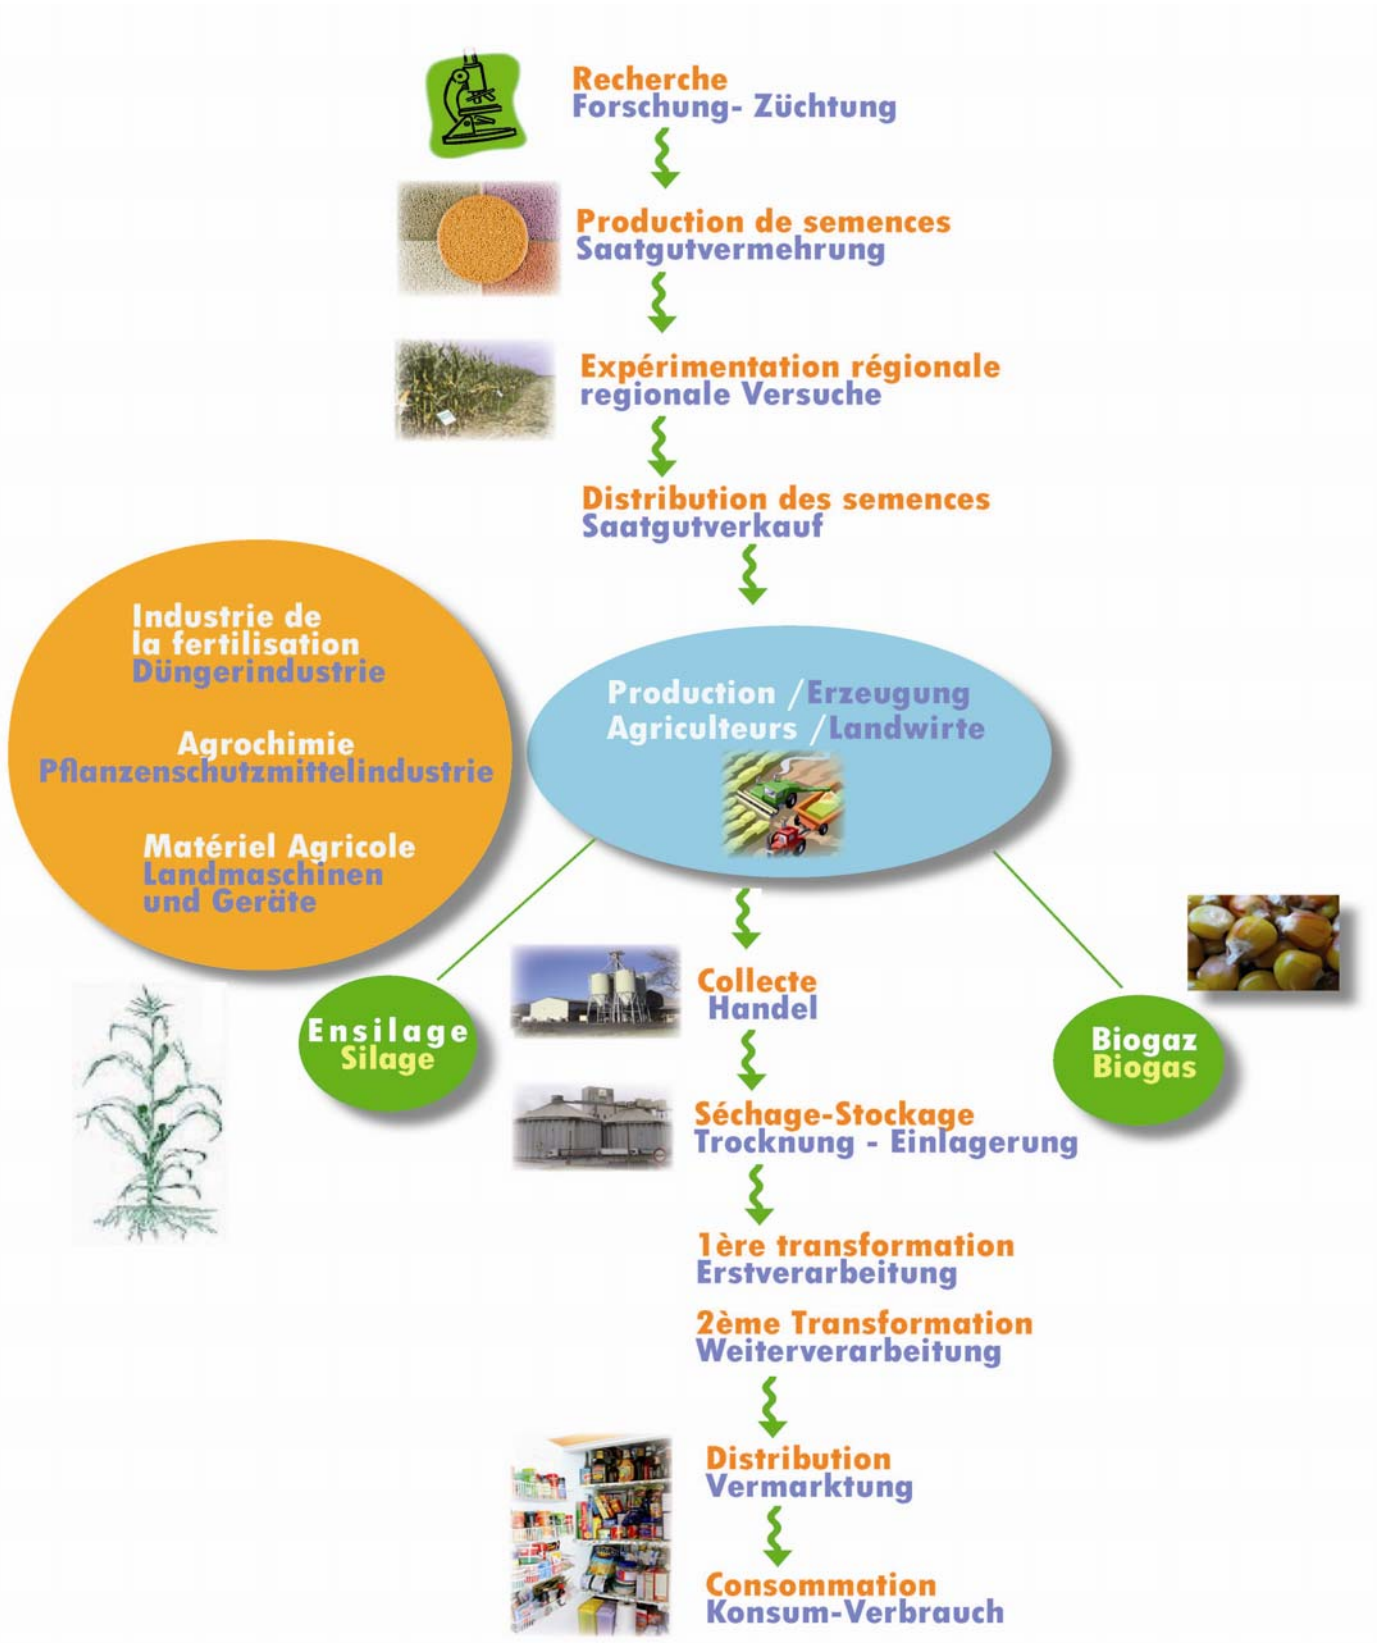 Recherche
Forschung- Züchtung
Production de semences
Saatgutvermehrung
Expérimentation régionale
regionale Versuche
Distribution des semences
Saatgutverkauf
Industrie de
la fertilisation
Düngerindustrie
Agrochimie
Pflanzenschutzmittelindustrie
Matériel Agricole
Landmaschinen
und Geräte
Production /Erzeugung
Agriculteurs /Landwirte
Ensilage
Silage
Biogaz
Biogas
Collecte
Handel
Séchage-Stockage
Trocknung - Einlagerung
1ère transformation
Erstverarbeitung
2ème Transformation
Weiterverarbeitung
Distribution
Vermarktung
Consommation
Konsum-Verbrauch